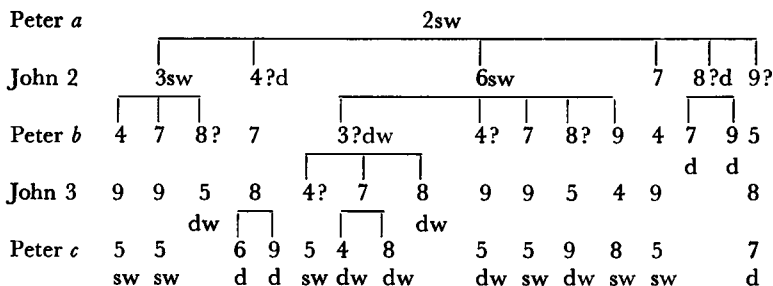 Peter a 2sw
John 2 3sw 4?d 6sw 7 8?d 9?
Peter b 4 7 8? 7 3?dw 4? 7 8? 9 4 7 9 5
d d
John 3 9 9 5 8 4? 7 8 9 9 5 4 9 8
dw dw
Peter c 5 5 6 9 5 4 8 5 5 9 8 5 7
sw sw d d sw dw dw dw sw dw sw sw d